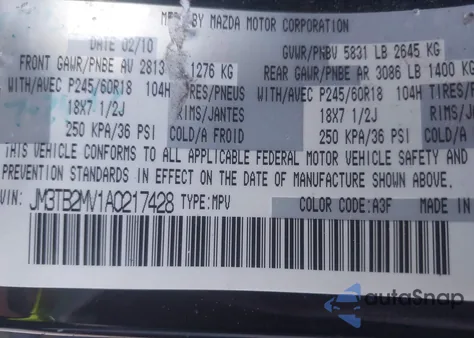 MFD BY MAZDA MOTOR CORPORATION
DATE 02/10
GVWR/PNBV 5831 LB 2645 KG
FRONT GAWR/PNBE AV 2813 1276 KG
REAR GAWR/PNBE AR 3086 LB 1400 KG
WITH/AVEC P245/60R18 104H TIRES/PNEUS
WITH/AVEC P245/60R18 104H TIRES/
18X7 1/2J RIMS/JANTES
18X7 1/2J RIMS/
250 KPA/36 PSI COLD/A FROID
250 KPA/36 PSI COLD/A
THIS VEHICLE CONFORMS TO ALL APPLICABLE FEDERAL MOTOR VEHICLE SAFETY AND
PREVENTION STANDARDS IN EFFECT ON THE DATE OF MANUFACTURE SHOWN ABOVE.
VIN: JM3TB2MV1A0217428 TYPE:MPV COLOR CODE:A3F MADE IN
autoSnap